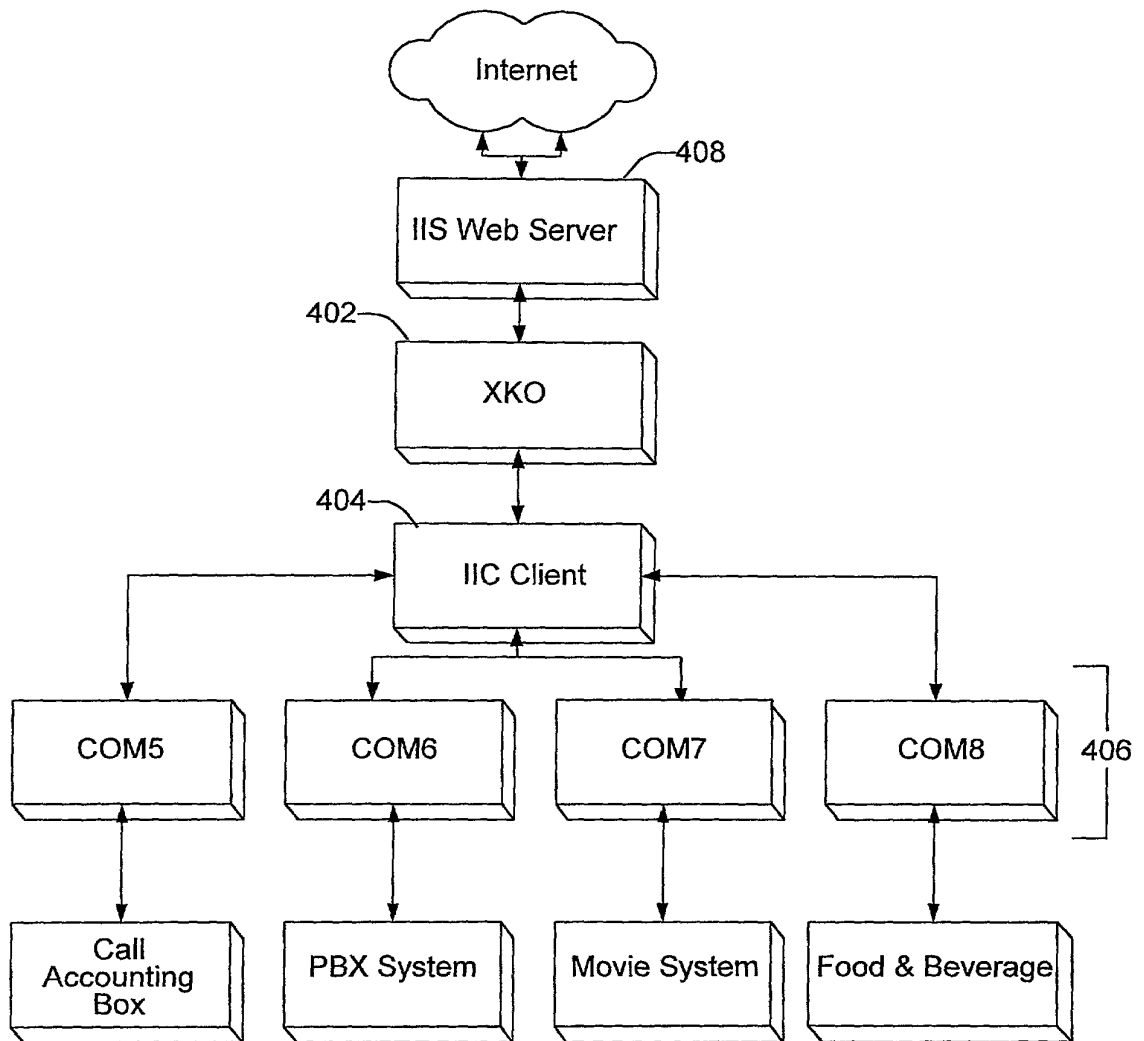 Internet
408
IIS Web Server
402
XKO
404
IIC Client
COM5
COM6
COM7
COM8
406
Call
Accounting
Box
PBX System
Movie System
Food & Beverage